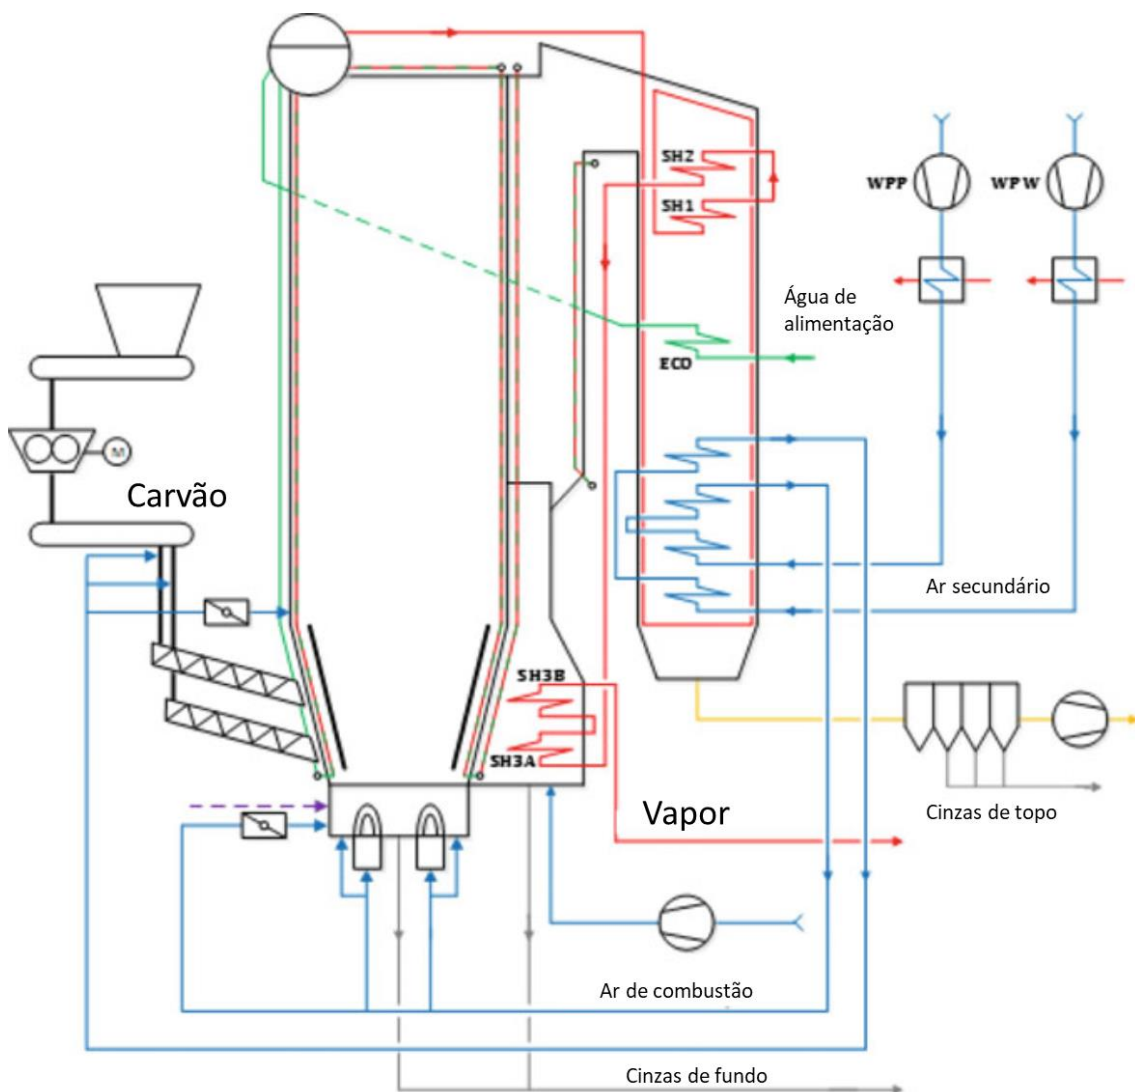 SH2
WPP
WPW
SH1
Água de
alimentação
ECO
M
Carvão
Ar secundário
SH3B
SH3A
Vapor
Cinzas de topo
Ar de combustão
Cinzas de fundo